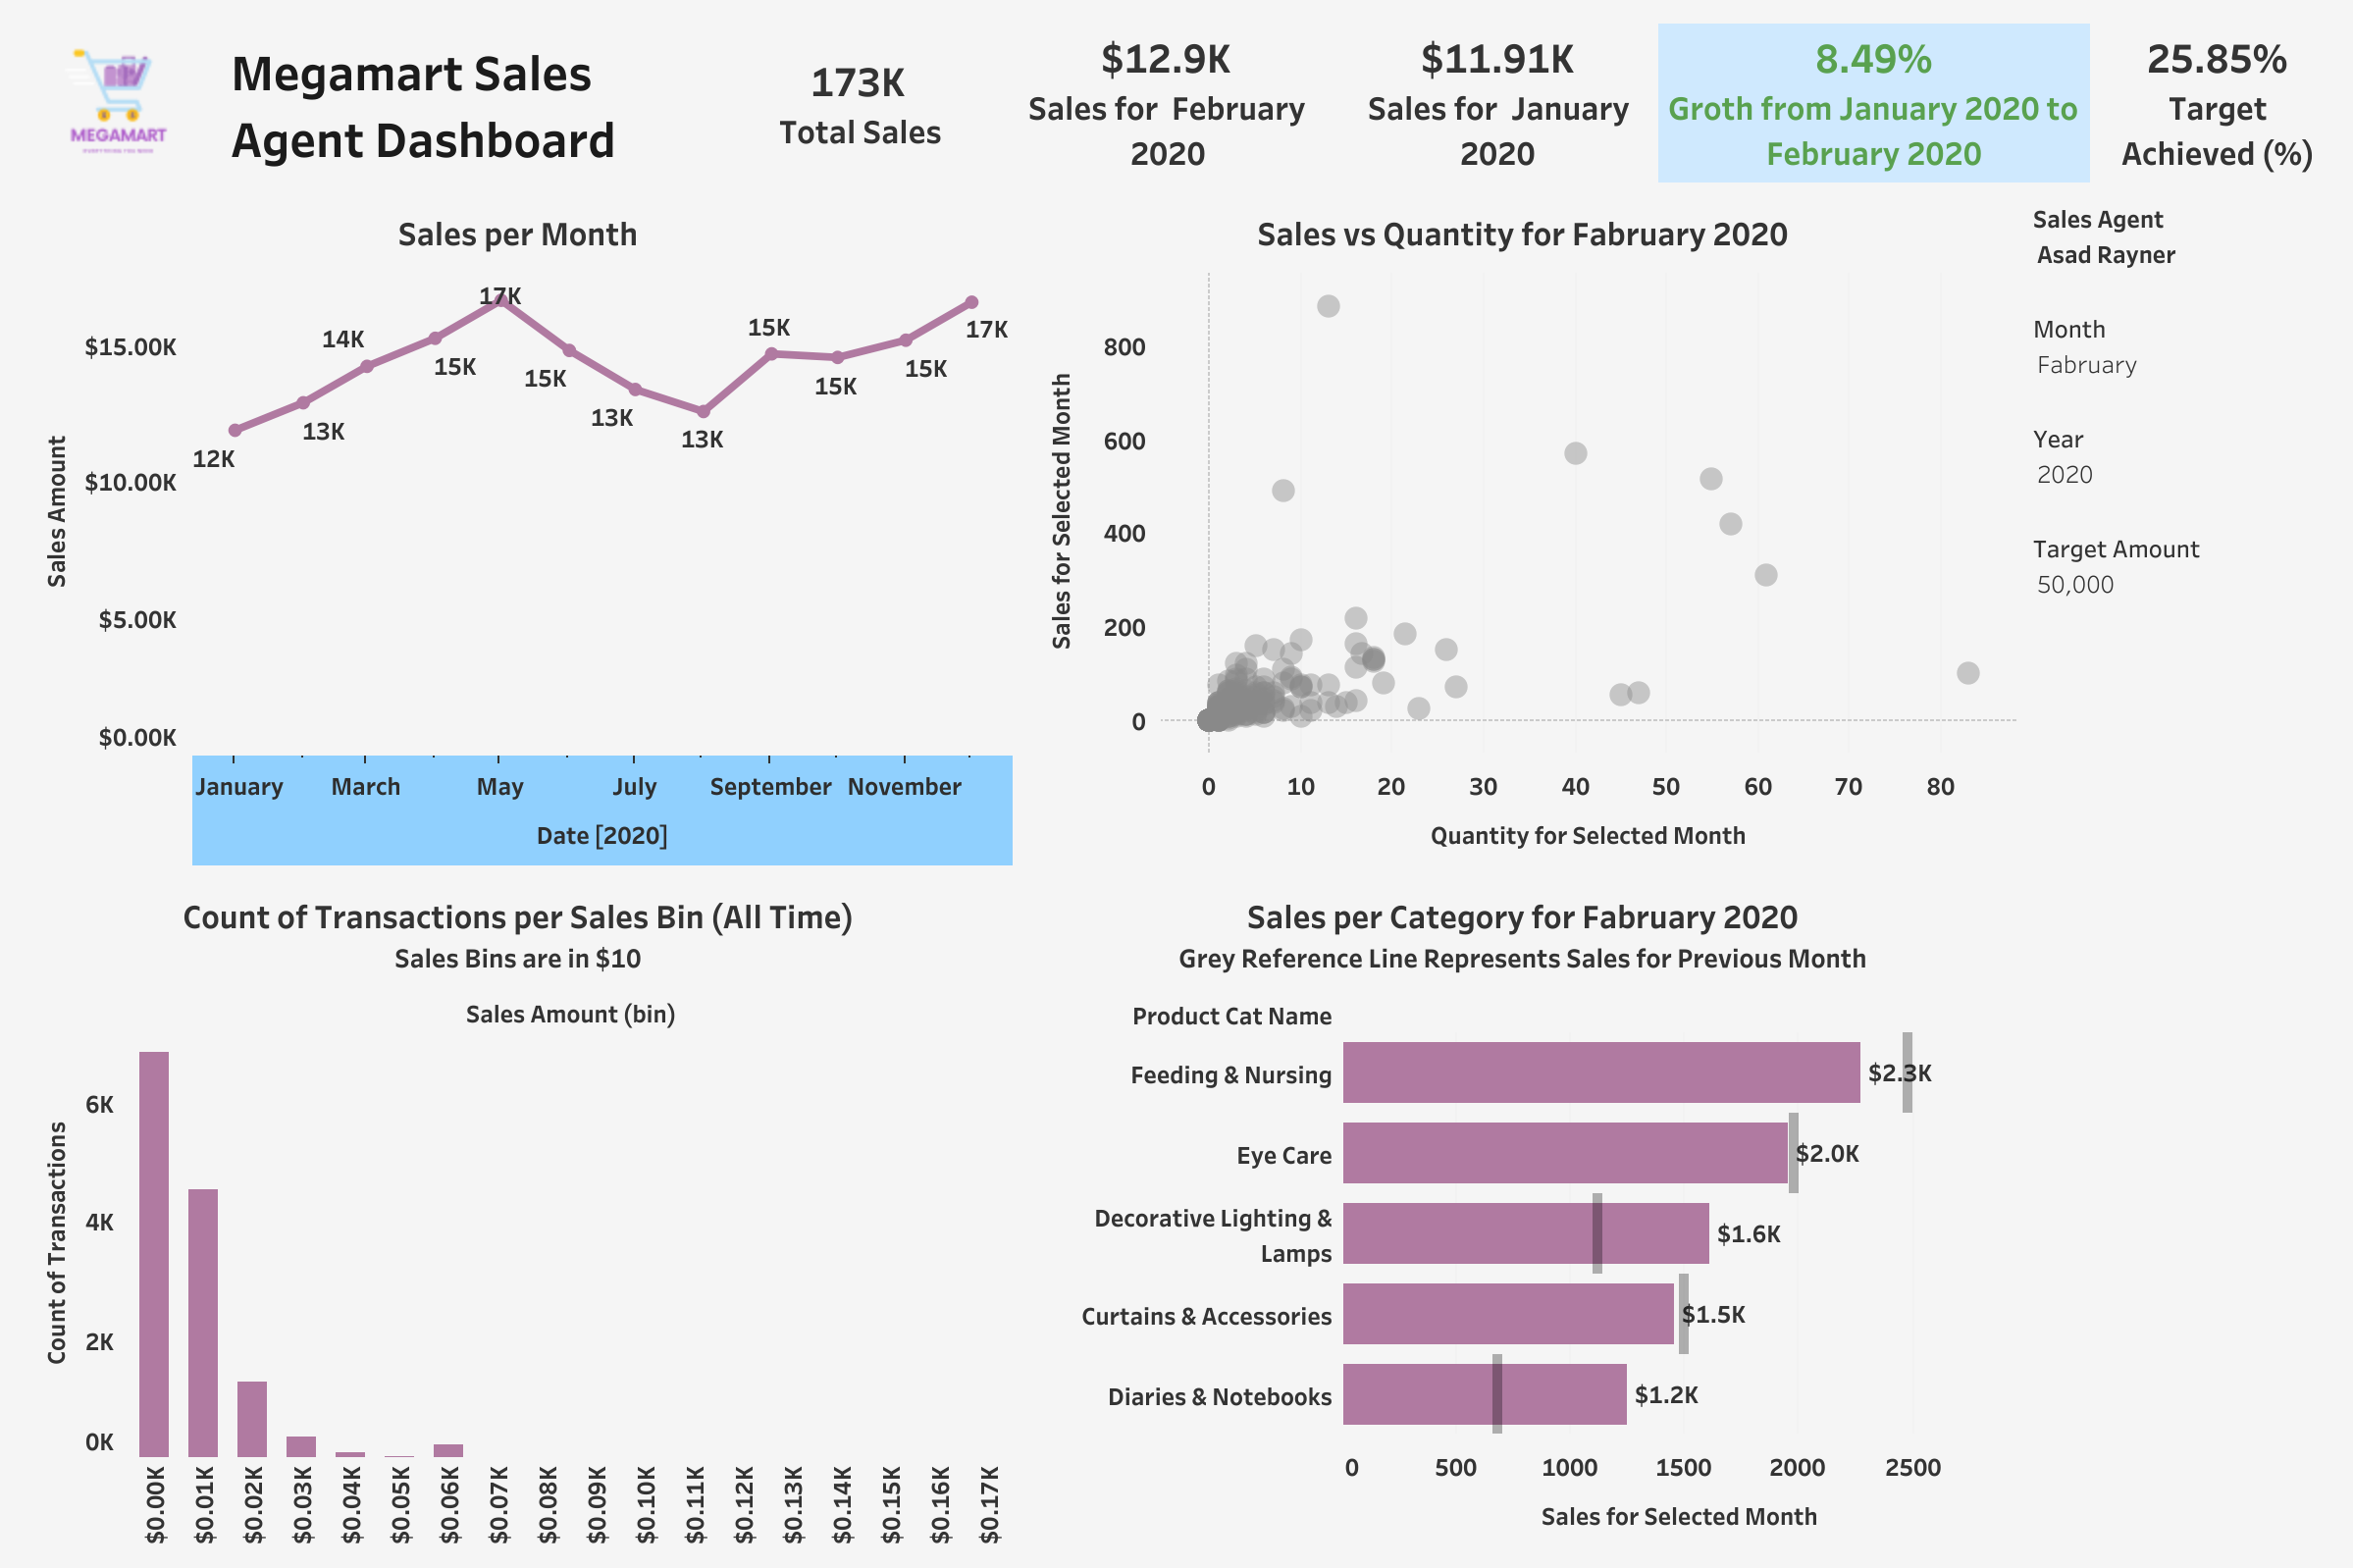 MEGAMART
Megamart Sales
Agent Dashboard
173K
Total Sales
$12.9K
Sales for February
2020
$11.91K
Sales for January
2020
8.49%
Groth from January 2020 to
February 2020
25.85%
Target
Achieved (%)
Sales per Month
Sales Amount
$15.00K
$10.00K
$5.00K
$0.00K
12K
13K
14K
15K
17K
15K
13K
13K
15K
15K
15K
17K
January March May July September November
Date [2020]
Sales vs Quantity for Fabruary 2020
Sales for Selected Month
800
600
400
200
0
0 10 20 30 40 50 60 70 80
Quantity for Selected Month
Sales Agent
Asad Rayner
Month
Fabruary
Year
2020
Target Amount
50,000
Count of Transactions per Sales Bin (All Time)
Sales Bins are in $10
Sales Amount (bin)
Count of Transactions
6K
4K
2K
0K
$0.00K $0.01K $0.02K $0.03K $0.04K $0.05K $0.06K $0.07K $0.08K $0.09K $0.10K $0.11K $0.12K $0.13K $0.14K $0.15K $0.16K $0.17K
Sales per Category for Fabruary 2020
Grey Reference Line Represents Sales for Previous Month
Product Cat Name
Feeding & Nursing $2.3K
Eye Care $2.0K
Decorative Lighting &
Lamps $1.6K
Curtains & Accessories $1.5K
Diaries & Notebooks $1.2K
0 500 1000 1500 2000 2500
Sales for Selected Month